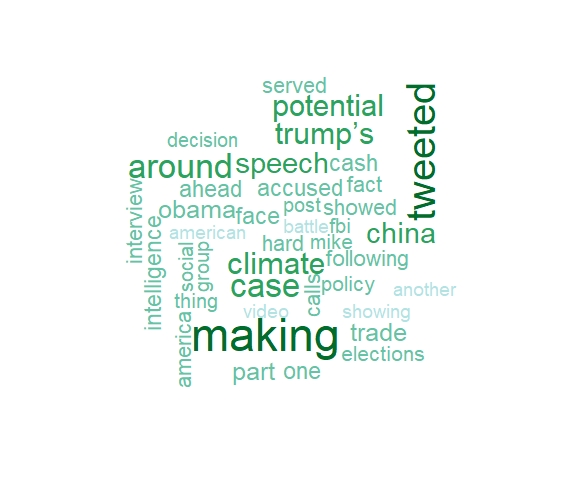 served
potential
tweeted
trump’s
decision
around
speech
cash
ahead
accused
fact
interview
obama
face
post
showed
american
battle
fbi
china
intelligence
social
group
hard
mike
climate
following
case
calls
policy
another
thing
video
showing
america
making
trade
elections
part
one